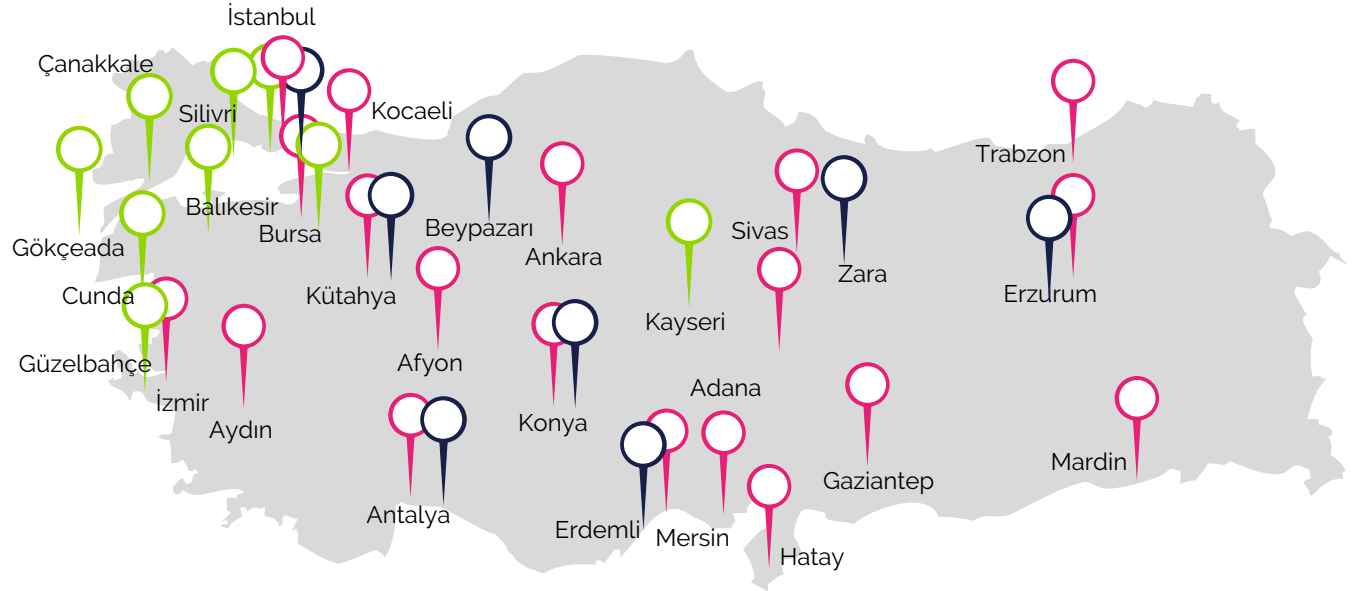 İstanbul
Çanakkale
Silivri
Kocaeli
Trabzon
Balıkesir
Bursa
Beypazarı
Sivas
Gökçeada
Ankara
Zara
Cunda
Kütahya
Erzurum
Kayseri
Güzelbahçe
Afyon
İzmir
Adana
Aydın
Konya
Mardin
Gaziantep
Antalya
Erdemli
Mersin
Hatay